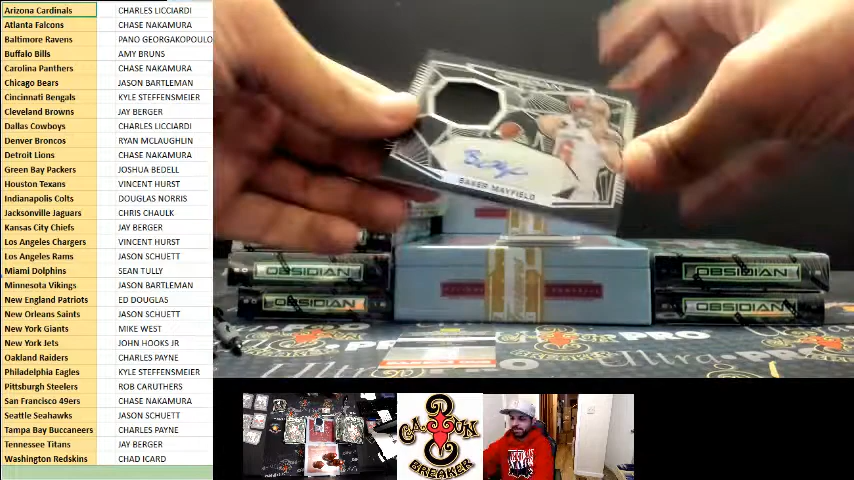 Arizona Cardinals CHARLES LICCIARDI
Atlanta Falcons CHASE NAKAMURA
Baltimore Ravens PANO GEORGAKOPOULO
Buffalo Bills AMY BRUNS
Carolina Panthers CHASE NAKAMURA
Chicago Bears JASON BARTLEMAN
Cincinnati Bengals KYLE STEFFENSMEIER
Cleveland Browns JAY BERGER
Dallas Cowboys CHARLES LICCIARDI
Denver Broncos RYAN MCLAUGHLIN
Detroit Lions CHASE NAKAMURA
Green Bay Packers JOSHUA BEDELL
Houston Texans VINCENT HURST
Indianapolis Colts DOUGLAS NORRIS
Jacksonville Jaguars CHRIS CHAULK
Kansas City Chiefs JAY BERGER
Los Angeles Chargers VINCENT HURST
Los Angeles Rams JASON SCHUETT
Miami Dolphins SEAN TULLY
Minnesota Vikings JASON BARTLEMAN
New England Patriots ED DOUGLAS
New Orleans Saints JASON SCHUETT
New York Giants MIKE WEST
New York Jets JOHN HOOKS JR
Oakland Raiders CHARLES PAYNE
Philadelphia Eagles KYLE STEFFENSMEIER
Pittsburgh Steelers ROB CARUTHERS
San Francisco 49ers CHASE NAKAMURA
Seattle Seahawks JASON SCHUETT
Tampa Bay Buccaneers CHARLES PAYNE
Tennessee Titans JAY BERGER
Washington Redskins CHAD ICARD
BAKER MAYFIELD
OBSIDIAN
OBSIDIAN
OBSIDIAN
OBSIDIAN
Ultra PRO
CAJUN
BREAKER